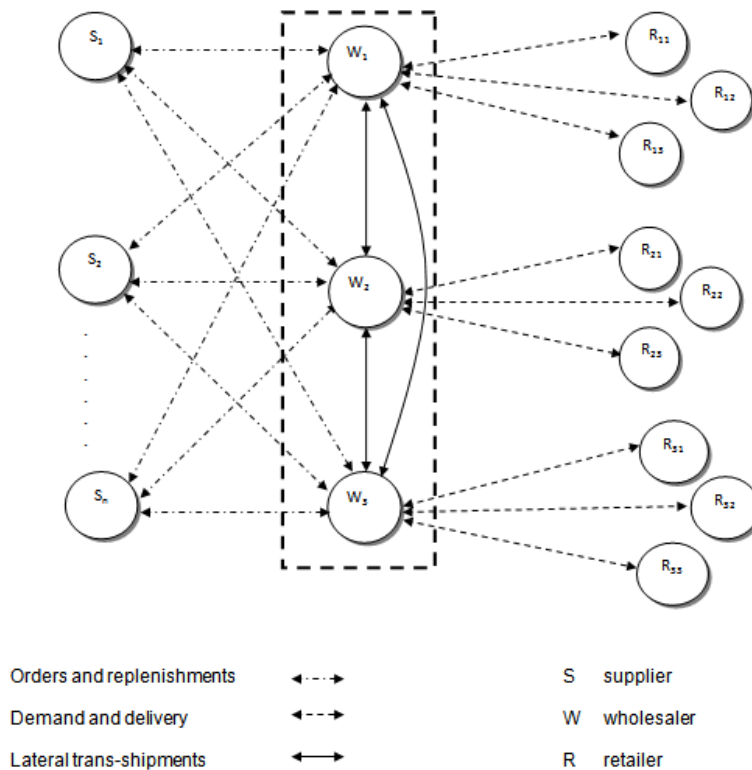 S₁
W₁
R₁₁
R₁₂
R₁₃
S₂
W₂
R₂₁
R₂₂
R₂₃
Sₙ
W₃
R₃₁
R₃₂
R₃₃
Orders and replenishments S supplier
Demand and delivery W wholesaler
Lateral trans-shipments R retailer